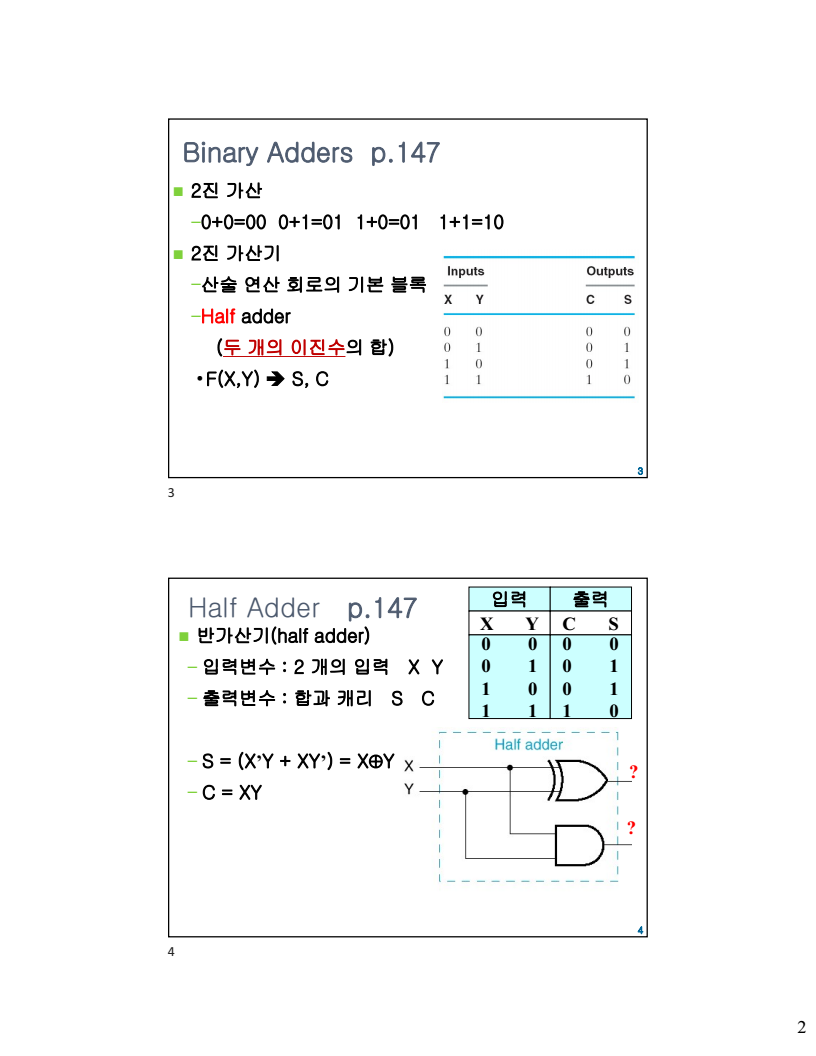 Binary Adders p.147
2진 가산
–0+0=00 0+1=01 1+0=01 1+1=10
2진 가산기
–산술 연산 회로의 기본 블록
–Half adder
(두 개의 이진수의 합)
•F(X,Y) ➔ S, C
Inputs Outputs
X Y C S
0 0 0 0
0 1 0 1
1 0 0 1
1 1 1 0
3
3
Half Adder p.147
반가산기(half adder)
– 입력변수 : 2 개의 입력 X Y
– 출력변수 : 합과 캐리 S C
– S = (X’Y + XY’) = X⊕Y
– C = XY
입력 출력
X Y C S
0 0 0 0
0 1 0 1
1 0 0 1
1 1 1 0
Half adder
X
Y
?
?
4
4
2